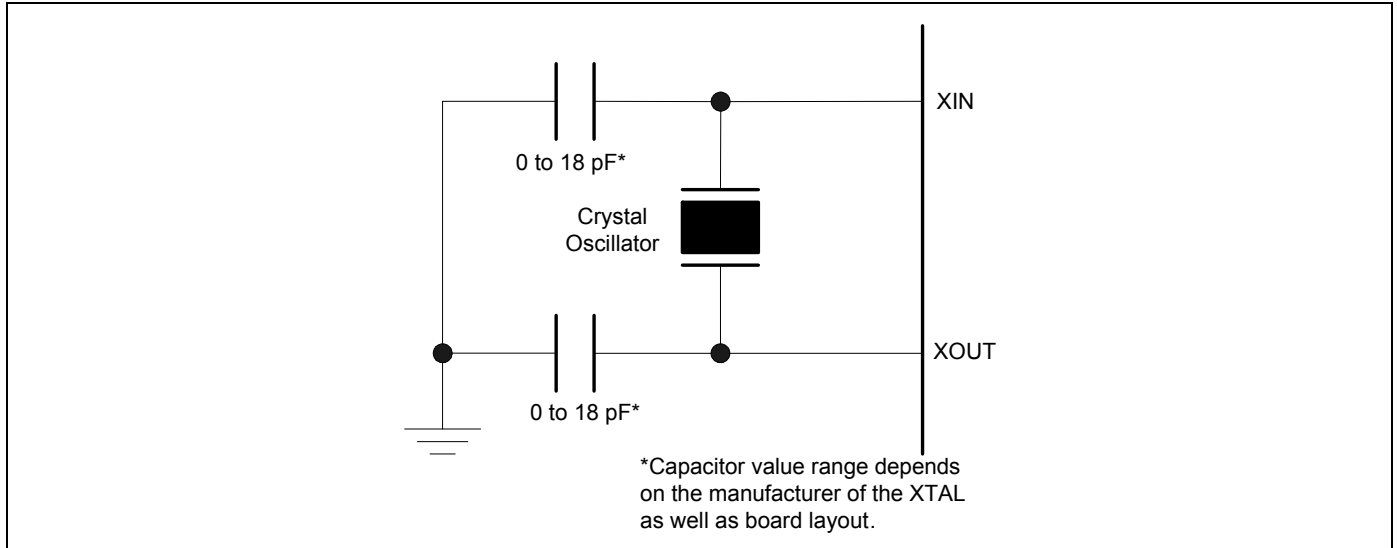 XIN
0 to 18 pF*
Crystal
Oscillator
XOUT
0 to 18 pF*
*Capacitor value range depends
on the manufacturer of the XTAL
as well as board layout.